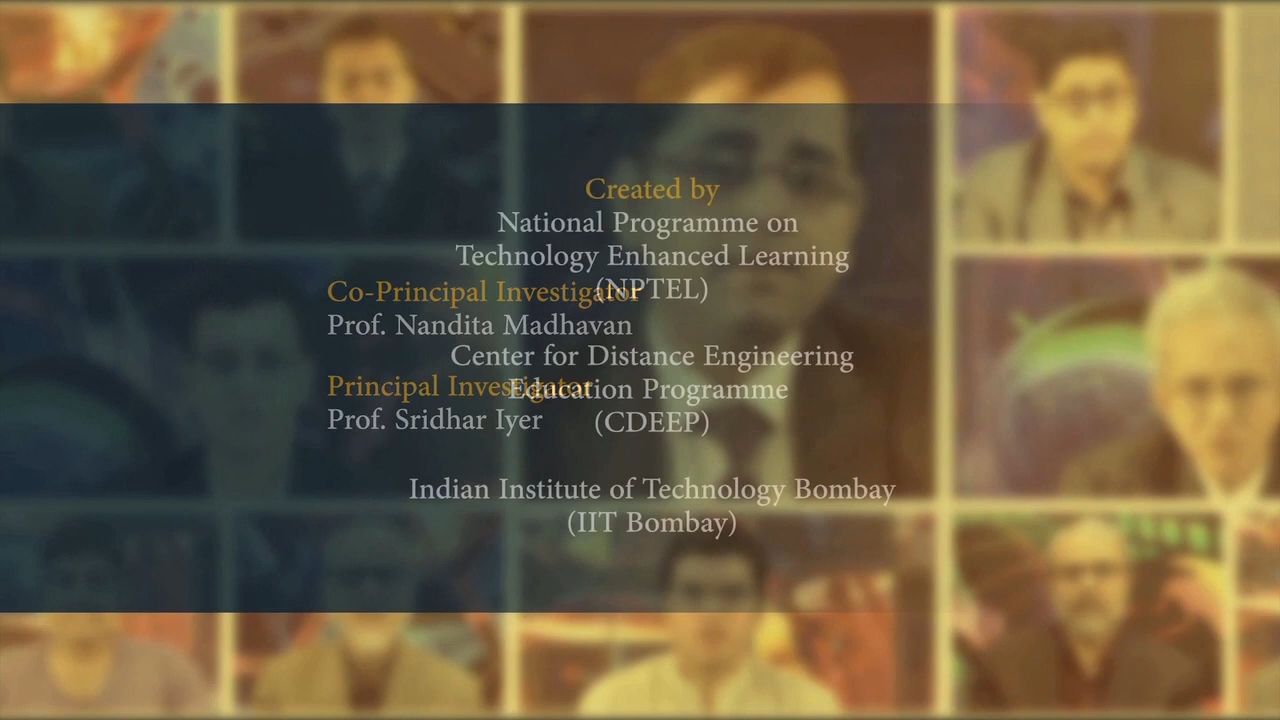 Created by
National Programme on
Technology Enhanced Learning
(NPTEL)
Co-Principal Investigator
Prof. Nandita Madhavan
Center for Distance Engineering
Education Programme
(CDEEP)
Principal Investigator
Prof. Sridhar Iyer
Indian Institute of Technology Bombay
(IIT Bombay)